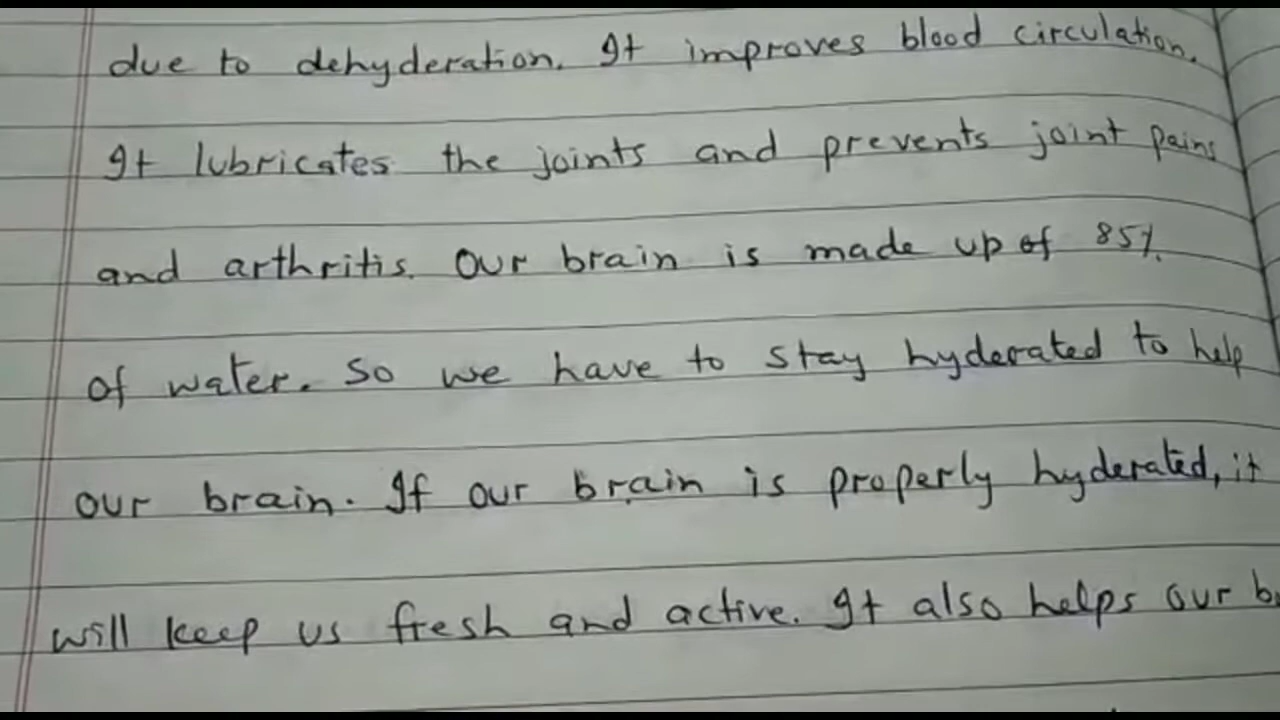 due to dehyderation. It improves blood circulation.
It lubricates the joints and prevents joint pains
and arthritis. Our brain is made up of 85%
of water. So we have to stay hyderated to help
our brain. If our brain is properly hyderated, it
will keep us fresh and active. It also helps our